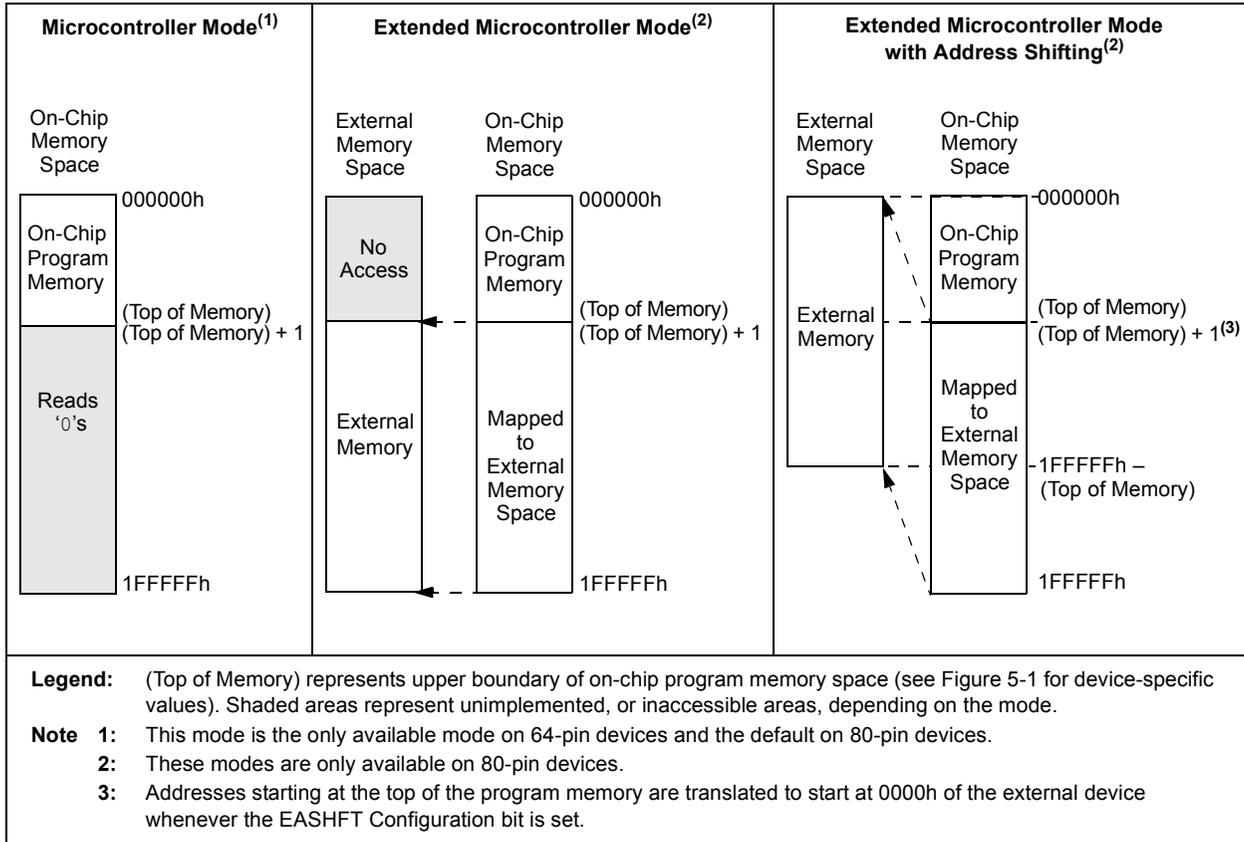 Microcontroller Mode(1)
On-Chip
Memory
Space
000000h
On-Chip
Program
Memory
(Top of Memory)
(Top of Memory) + 1
Reads
‘0’s
1FFFFFh
Extended Microcontroller Mode(2)
External
Memory
Space
On-Chip
Memory
Space
000000h
No
Access
On-Chip
Program
Memory
(Top of Memory)
(Top of Memory) + 1
External
Memory
Mapped
to
External
Memory
Space
1FFFFFh
Extended Microcontroller Mode
with Address Shifting(2)
External
Memory
Space
On-Chip
Memory
Space
000000h
On-Chip
Program
Memory
External
Memory
(Top of Memory)
(Top of Memory) + 1(3)
Mapped
to
External
Memory
Space
1FFFFFh –
(Top of Memory)
1FFFFFh
Legend: (Top of Memory) represents upper boundary of on-chip program memory space (see Figure 5-1 for device-specific
values). Shaded areas represent unimplemented, or inaccessible areas, depending on the mode.
Note 1: This mode is the only available mode on 64-pin devices and the default on 80-pin devices.
2: These modes are only available on 80-pin devices.
3: Addresses starting at the top of the program memory are translated to start at 0000h of the external device
whenever the EASHFT Configuration bit is set.